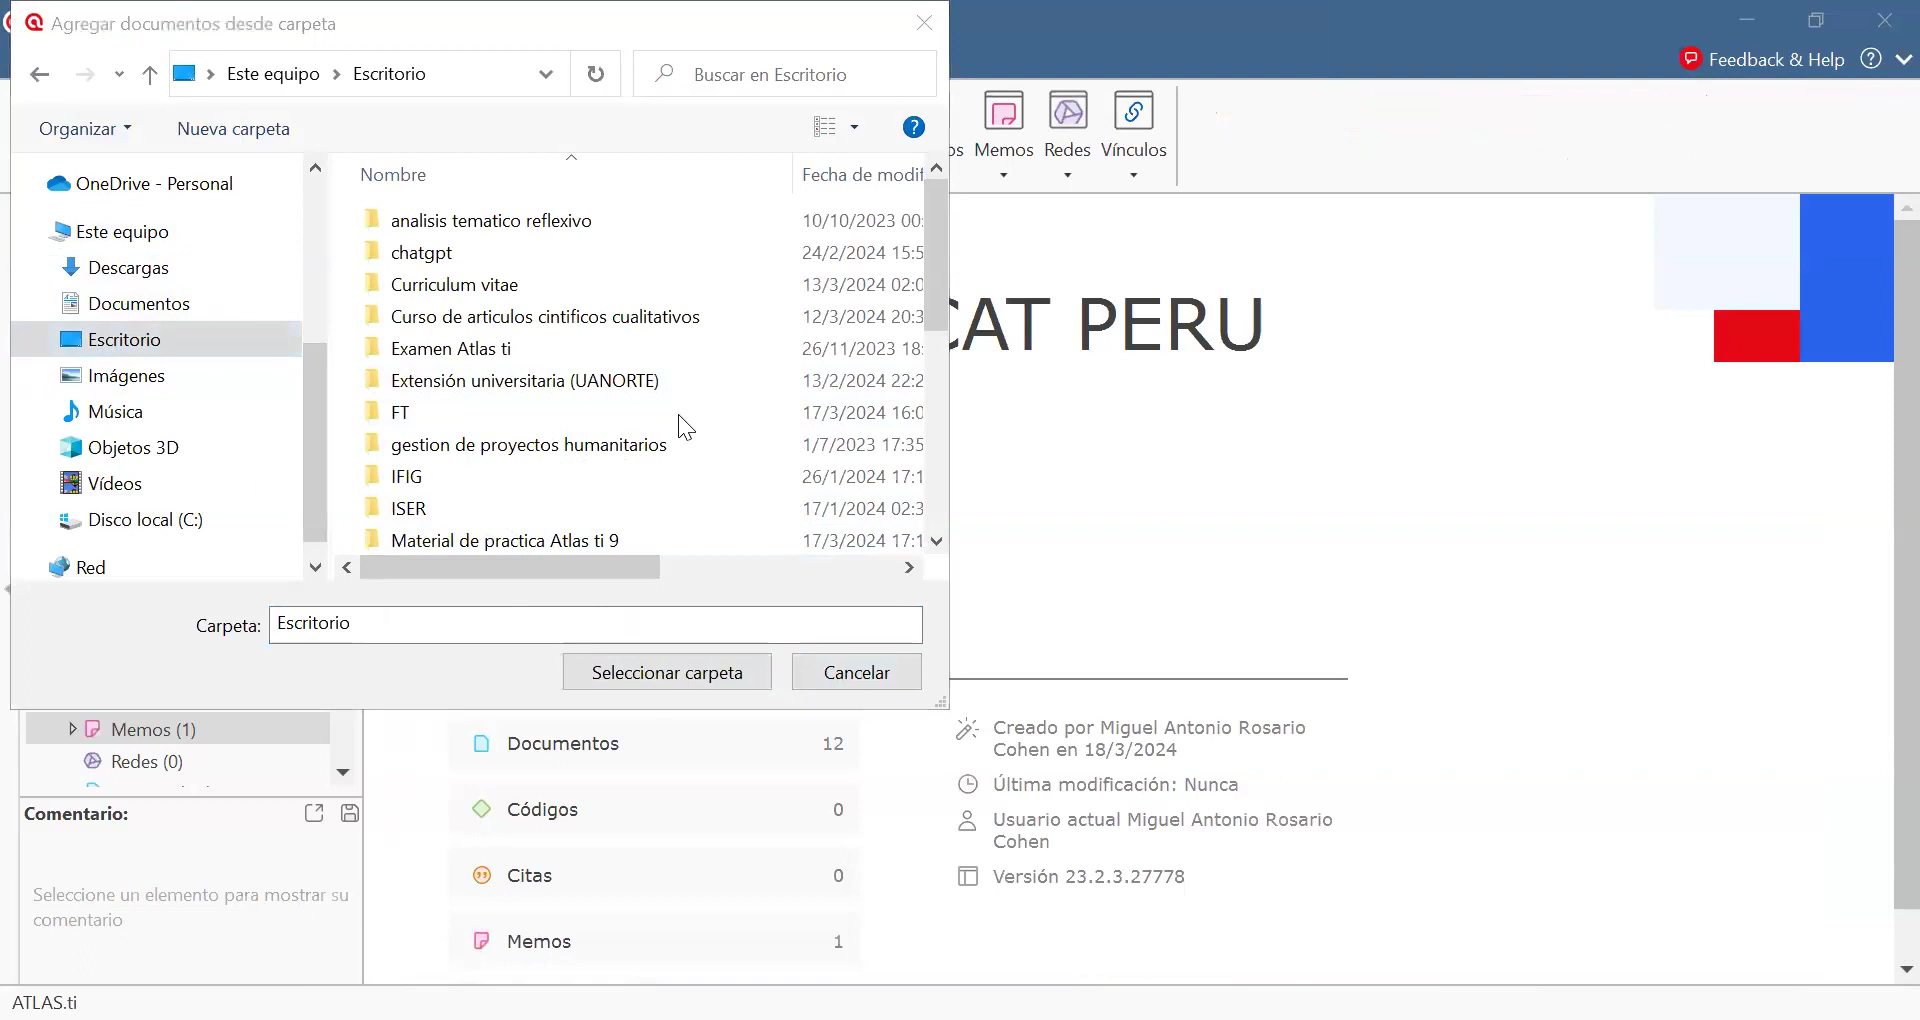 Agregar documentos desde carpeta
Este equipo
Escritorio
Buscar en Escritorio
Feedback & Help
Organizar
Nueva carpeta
Memos
Redes
Vínculos
Nombre
Fecha de modif
OneDrive - Personal
Este equipo
Descargas
Documentos
Escritorio
Imágenes
Música
Objetos 3D
Vídeos
Disco local (C:)
Red
analisis tematico reflexivo 10/10/2023 00:
chatgpt 24/2/2024 15:5
Curriculum vitae 13/3/2024 02:0
Curso de articulos cintificos cualitativos 12/3/2024 20:3
Examen Atlas ti 26/11/2023 18:
Extensión universitaria (UANORTE) 13/2/2024 22:2
FT 17/3/2024 16:0
gestion de proyectos humanitarios 1/7/2023 17:35
IFIG 26/1/2024 17:1
ISER 17/1/2024 02:3
Material de practica Atlas ti 9 17/3/2024 17:1
CAT PERU
Carpeta: Escritorio
Seleccionar carpeta
Cancelar
Memos (1)
Redes (0)
Comentario:
Seleccione un elemento para mostrar su
comentario
Documentos 12
Códigos 0
Citas 0
Memos 1
Creado por Miguel Antonio Rosario
Cohen en 18/3/2024
Última modificación: Nunca
Usuario actual Miguel Antonio Rosario
Cohen
Versión 23.2.3.27778
ATLAS.ti